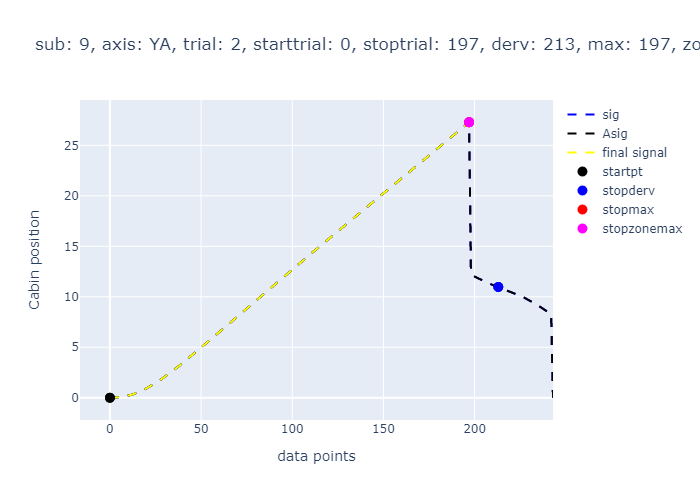 sub: 9, axis: YA, trial: 2, starttrial: 0, stoptrial: 197, derv: 213, max: 197, zo
25
20
15
10
5
0
Cabin position
0 50 100 150 200
data points
sig
Asig
final signal
startpt
stopderv
stopmax
stopzonemax